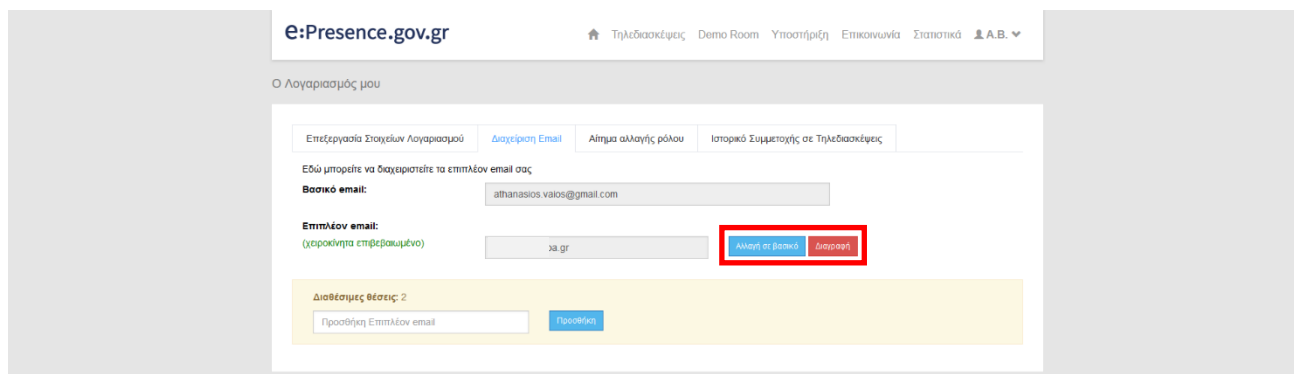 e:Presence.gov.gr
Τηλεδιασκέψεις Demo Room Υποστήριξη Επικοινωνία Στατιστικά A.B.
Ο Λογαριασμός μου
Επεξεργασία Στοιχείων Λογαριασμού Διαχείριση Email Αίτημα αλλαγής ρόλου Ιστορικό Συμμετοχής σε Τηλεδιασκέψεις
Εδώ μπορείτε να διαχειριστείτε τα επιπλέον email σας
Βασικό email: athanasios.vaios@gmail.com
Επιπλέον email:
(χειροκίνητα επιβεβαιωμένο) pa.gr Αλλαγή σε βασικό Διαγραφή
Διαθέσιμες θέσεις: 2
Προσθήκη Επιπλέον email Προσθήκη